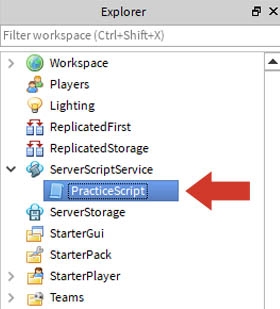 Explorer
Filter workspace (Ctrl+Shift+X)
Workspace
Players
Lighting
ReplicatedFirst
ReplicatedStorage
ServerScriptService
PracticeScript
ServerStorage
StarterGui
StarterPack
StarterPlayer
Teams